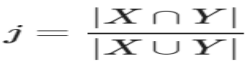 j = |X ∩ Y| / |X ∪ Y|